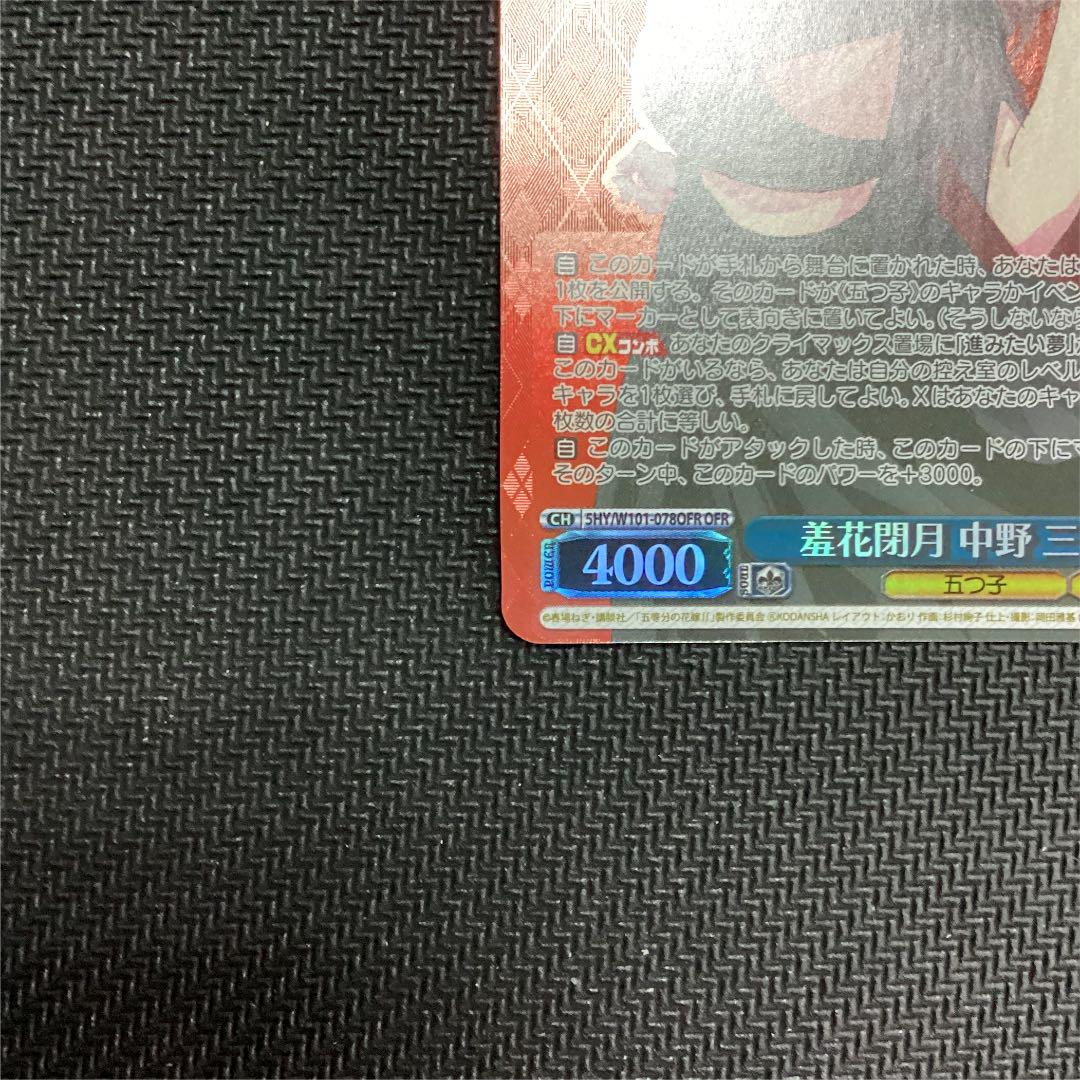 自 このカードが手札から舞台に置かれた時、あなたは
1枚を公開する。そのカードが《五つ子》のキャラかイベン
下にマーカーとして表向きに置いてよい。(そうしないなら
自 CXコンボ あなたのクライマックス置場に「進みたい夢」が
このカードがいるなら、あなたは自分の控え室のレベル
キャラを1枚選び、手札に戻してよい。Xはあなたのキャ
枚数の合計に等しい。
自 このカードがアタックした時、このカードの下にマ
そのターン中、このカードのパワーを+3000。
CH 5HY/W101-078OFR OFR
POWER 4000 SOUL 羞花閉月 中野 三
五つ子
©春場ねぎ・講談社／「五等分の花嫁∬」製作委員会 ®KODANSHA レイアウト:かおり 作画:杉村絢子 仕上・撮影:岡田雅基